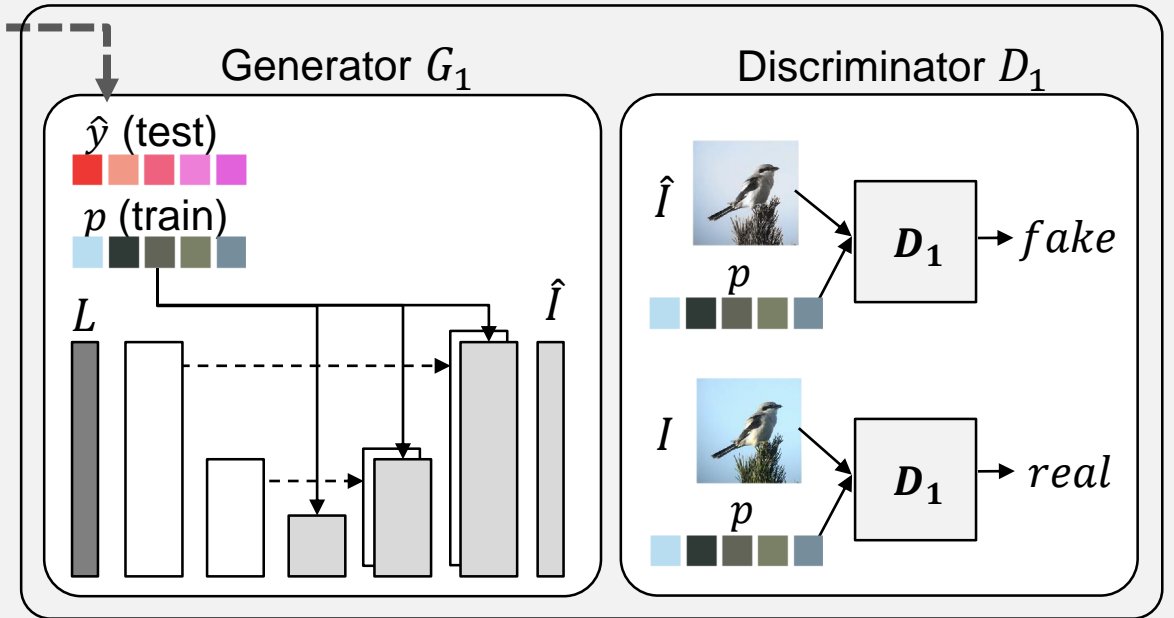 Generator G₁
Discriminator D₁
ŷ (test)
p (train)
L
Î
Î
p
D₁
fake
I
p
D₁
real